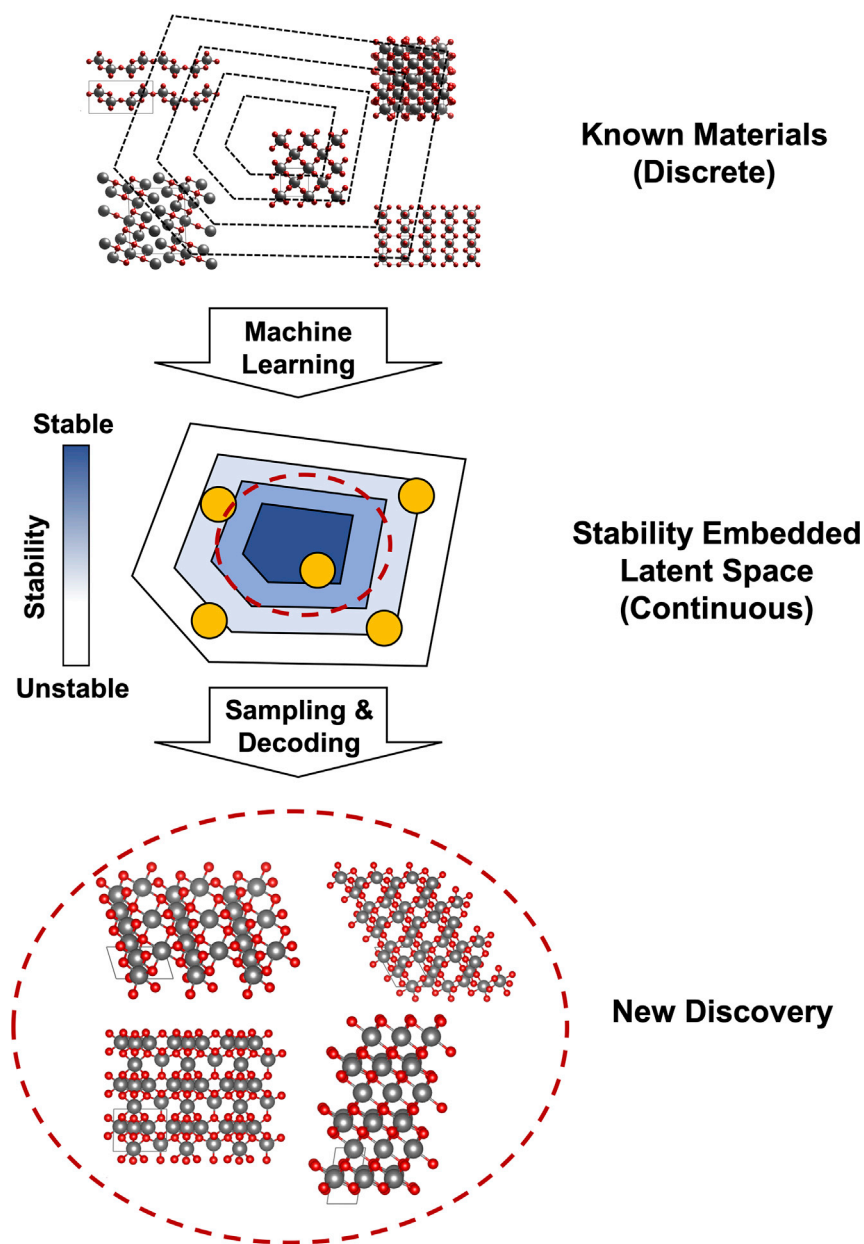 Known Materials
(Discrete)
Machine
Learning
Stable
Stability
Unstable
Stability Embedded
Latent Space
(Continuous)
Sampling &
Decoding
New Discovery